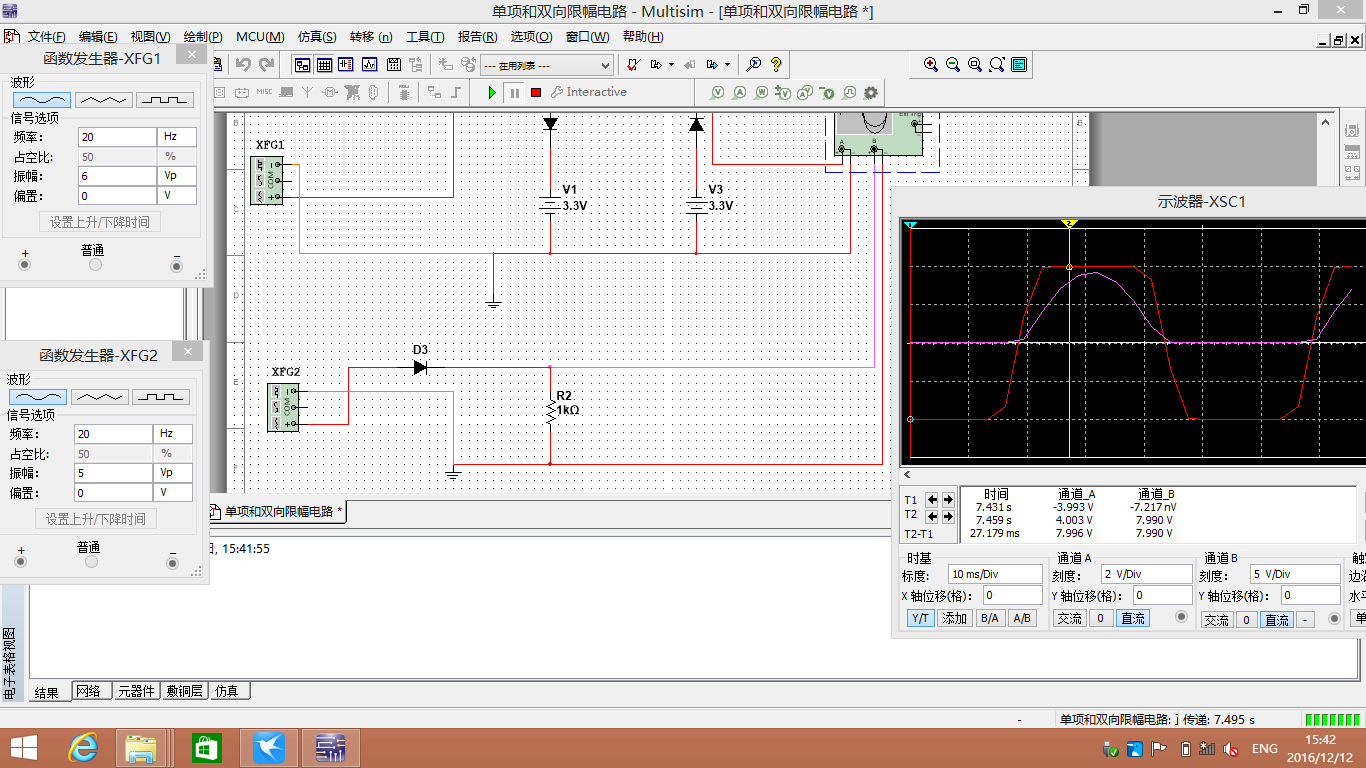 单项和双向限幅电路 - Multisim - [单项和双向限幅电路 *]
文件(F) 编辑(E) 视图(V) 绘制(P) MCU(M) 仿真(S) 转移 (n) 工具(T) 报告(R) 选项(O) 窗口(W) 帮助(H)
--- 在用列表 ---
Interactive
函数发生器-XFG1
波形
信号选项
频率: 20 Hz
占空比: 50 %
振幅: 6 Vp
偏置: 0 V
设置上升/下降时间
+ 普通 −
函数发生器-XFG2
波形
信号选项
频率: 20 Hz
占空比: 50 %
振幅: 5 Vp
偏置: 0 V
设置上升/下降时间
+ 普通 −
XFG1
COM
V1
3.3V
V3
3.3V
A B
D3
XFG2
COM
R2
1kΩ
B
C
D
E
F
单项和双向限幅电路 *
示波器-XSC1
时间 通道_A 通道_B
T1 7.431 s -3.993 V -7.217 nV
T2 7.459 s 4.003 V 7.990 V
T2-T1 27.179 ms 7.996 V 7.990 V
时基 通道 A 通道 B
标度: 10 ms/Div 刻度: 2 V/Div 刻度: 5 V/Div
X 轴位移(格): 0 Y 轴位移(格): 0 Y 轴位移(格): 0
Y/T 添加 B/A A/B 交流 0 直流 交流 0 直流 -
, 15:41:55
电子表格视图
结果 网络 元器件 敷铜层 仿真
- 单项和双向限幅电路: 传递: 7.495 s
ENG
15:42
2016/12/12